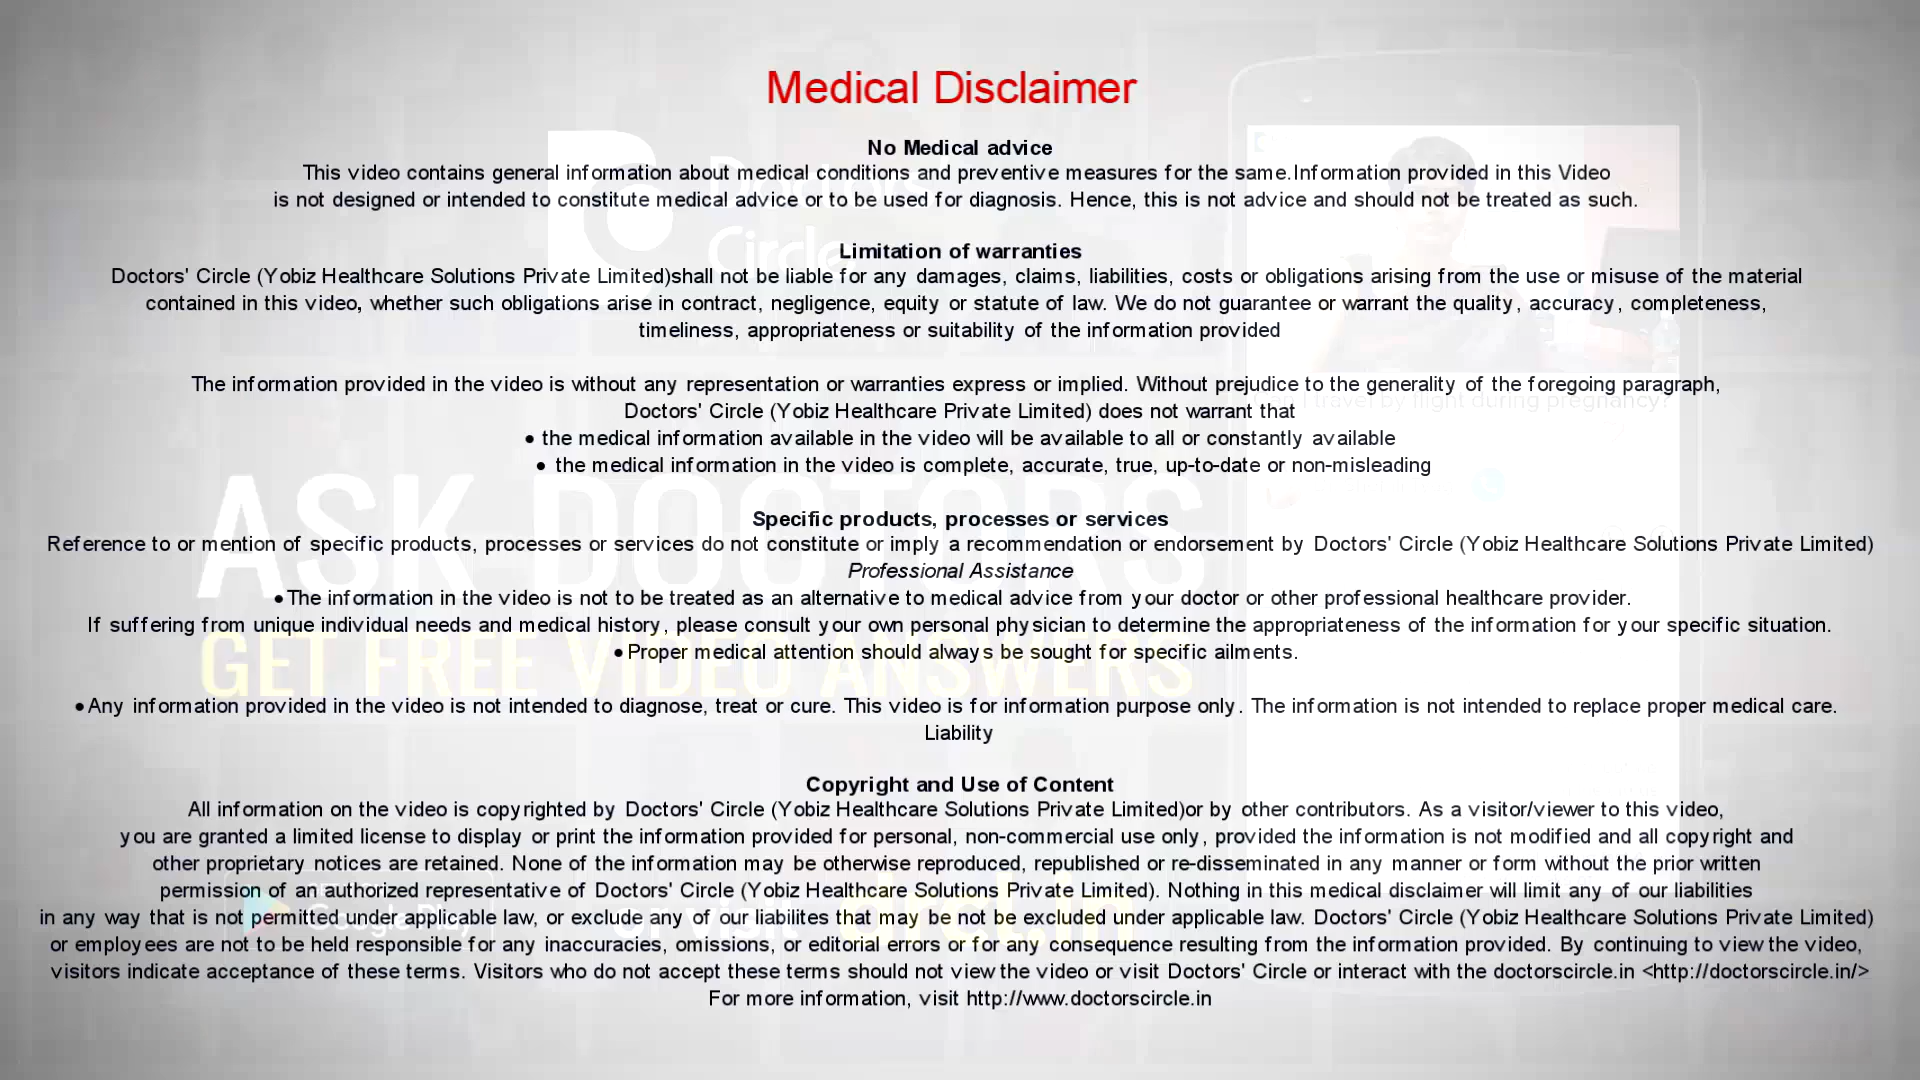 Medical Disclaimer
No Medical advice
This video contains general information about medical conditions and preventive measures for the same.Information provided in this Video
is not designed or intended to constitute medical advice or to be used for diagnosis. Hence, this is not advice and should not be treated as such.
Limitation of warranties
Doctors' Circle (Yobiz Healthcare Solutions Private Limited)shall not be liable for any damages, claims, liabilities, costs or obligations arising from the use or misuse of the material
contained in this video, whether such obligations arise in contract, negligence, equity or statute of law. We do not guarantee or warrant the quality, accuracy, completeness,
timeliness, appropriateness or suitability of the information provided
The information provided in the video is without any representation or warranties express or implied. Without prejudice to the generality of the foregoing paragraph,
Doctors' Circle (Yobiz Healthcare Private Limited) does not warrant that
• the medical information available in the video will be available to all or constantly available
• the medical information in the video is complete, accurate, true, up-to-date or non-misleading
Specific products, processes or services
Reference to or mention of specific products, processes or services do not constitute or imply a recommendation or endorsement by Doctors' Circle (Yobiz Healthcare Solutions Private Limited)
Professional Assistance
•The information in the video is not to be treated as an alternative to medical advice from your doctor or other professional healthcare provider.
If suffering from unique individual needs and medical history, please consult your own personal physician to determine the appropriateness of the information for your specific situation.
•Proper medical attention should always be sought for specific ailments.
•Any information provided in the video is not intended to diagnose, treat or cure. This video is for information purpose only. The information is not intended to replace proper medical care.
Liability
Copyright and Use of Content
All information on the video is copyrighted by Doctors' Circle (Yobiz Healthcare Solutions Private Limited)or by other contributors. As a visitor/viewer to this video,
you are granted a limited license to display or print the information provided for personal, non-commercial use only, provided the information is not modified and all copyright and
other proprietary notices are retained. None of the information may be otherwise reproduced, republished or re-disseminated in any manner or form without the prior written
permission of an authorized representative of Doctors' Circle (Yobiz Healthcare Solutions Private Limited). Nothing in this medical disclaimer will limit any of our liabilities
in any way that is not permitted under applicable law, or exclude any of our liabilites that may be not be excluded under applicable law. Doctors' Circle (Yobiz Healthcare Solutions Private Limited)
or employees are not to be held responsible for any inaccuracies, omissions, or editorial errors or for any consequence resulting from the information provided. By continuing to view the video,
visitors indicate acceptance of these terms. Visitors who do not accept these terms should not view the video or visit Doctors' Circle or interact with the doctorscircle.in <http://doctorscircle.in/>
For more information, visit http://www.doctorscircle.in
Doctors'
Circle
ASK DOCTORS
GET FREE VIDEO ANSWERS
Google Play
or visit drcl.in
Can I travel by flight during pregnancy?